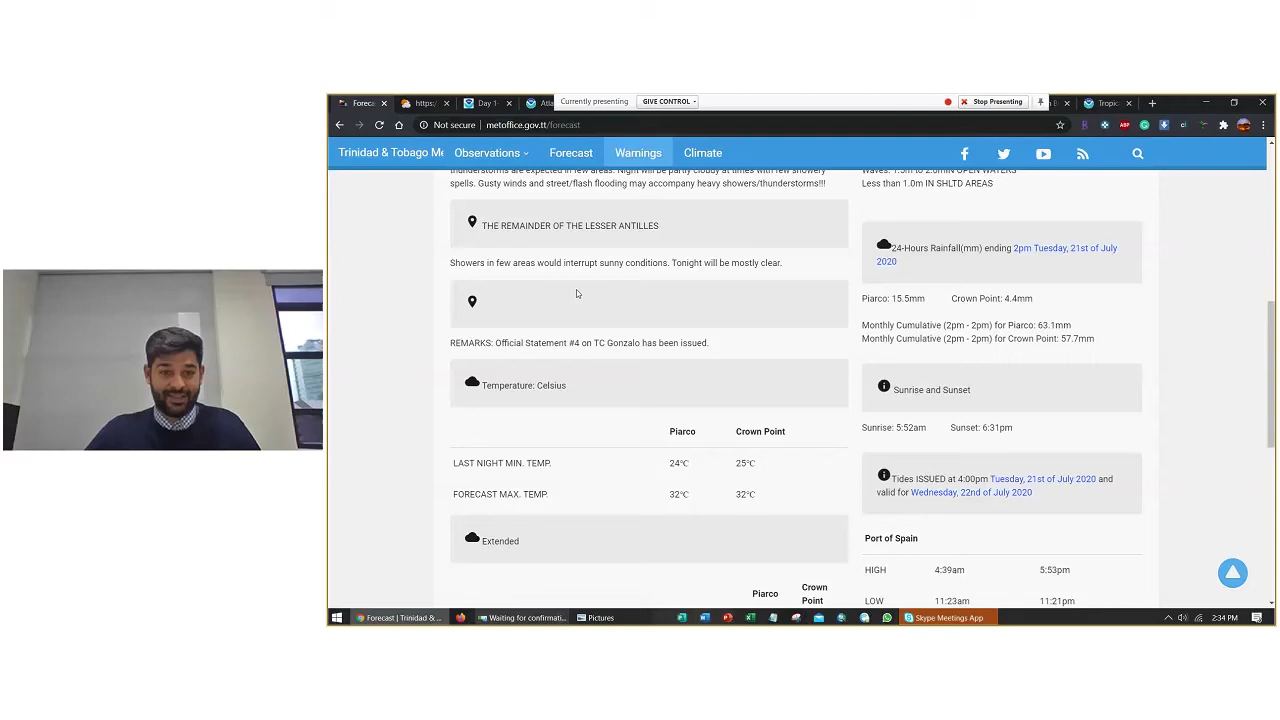 Currently presenting GIVE CONTROL Stop Presenting
Foreca https:/ Day 1- Atla Tropic
Not secure metoffice.gov.tt/forecast
Trinidad & Tobago Me Observations Forecast Warnings Climate
thunderstorms are expected in few areas. Night will be partly cloudy at times with few showery
spells. Gusty winds and street/flash flooding may accompany heavy showers/thunderstorms!!!
THE REMAINDER OF THE LESSER ANTILLES
Showers in few areas would interrupt sunny conditions. Tonight will be mostly clear.
REMARKS: Official Statement #4 on TC Gonzalo has been issued.
Temperature: Celsius
Piarco Crown Point
LAST NIGHT MIN. TEMP. 24°C 25°C
FORECAST MAX. TEMP. 32°C 32°C
Extended
Piarco Crown
Point
Waves: 1.5m to 2.0m IN OPEN WATERS
Less than 1.0m IN SHLTD AREAS
24-Hours Rainfall(mm) ending 2pm Tuesday, 21st of July
2020
Piarco: 15.5mm Crown Point: 4.4mm
Monthly Cumulative (2pm - 2pm) for Piarco: 63.1mm
Monthly Cumulative (2pm - 2pm) for Crown Point: 57.7mm
Sunrise and Sunset
Sunrise: 5:52am Sunset: 6:31pm
Tides ISSUED at 4:00pm Tuesday, 21st of July 2020 and
valid for Wednesday, 22nd of July 2020
Port of Spain
HIGH 4:39am 5:53pm
LOW 11:23am 11:21pm
Forecast | Trinidad & ... Waiting for confirmati... Pictures Skype Meetings App 2:34 PM